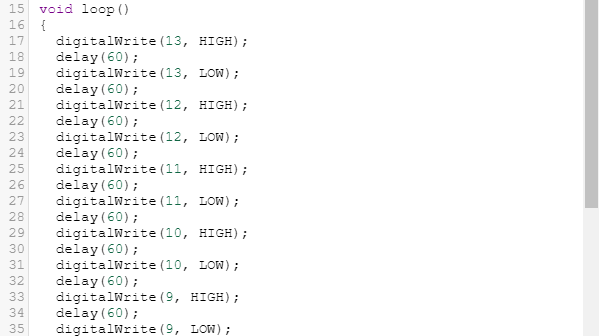 15 void loop()
16 {
17   digitalWrite(13, HIGH);
18   delay(60);
19   digitalWrite(13, LOW);
20   delay(60);
21   digitalWrite(12, HIGH);
22   delay(60);
23   digitalWrite(12, LOW);
24   delay(60);
25   digitalWrite(11, HIGH);
26   delay(60);
27   digitalWrite(11, LOW);
28   delay(60);
29   digitalWrite(10, HIGH);
30   delay(60);
31   digitalWrite(10, LOW);
32   delay(60);
33   digitalWrite(9, HIGH);
34   delay(60);
35   digitalWrite(9, LOW);